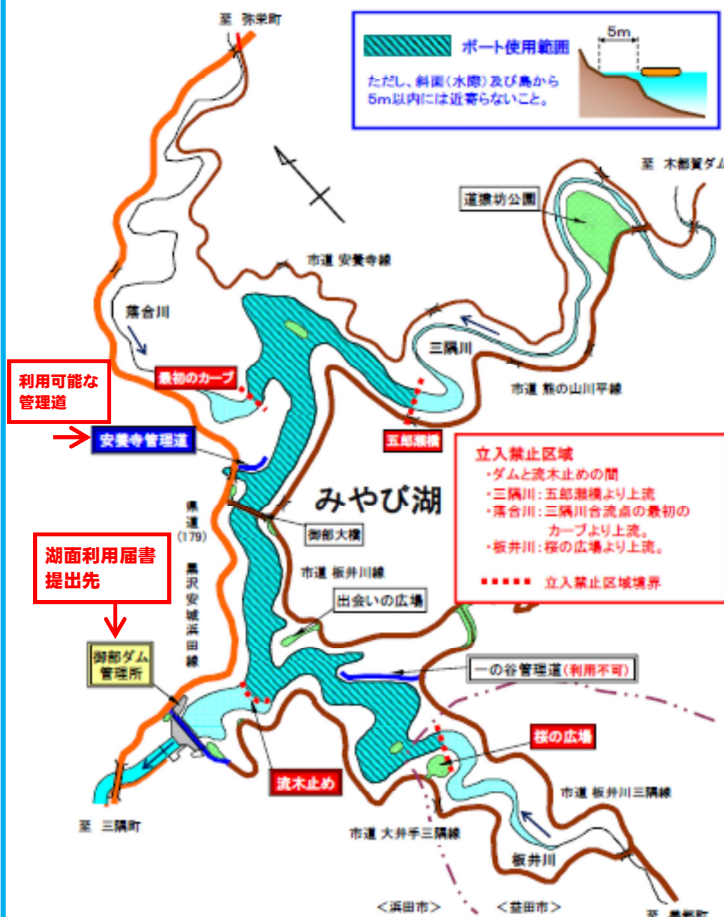 至 弥栄町
ボート使用範囲
ただし、斜面(水際)及び島から
5m以内には近寄らないこと。
5m
至 木都賀ダム
道猿坊公園
市道 安養寺線
落合川
三隅川
市道 熊の山川平線
利用可能な
管理道
最初のカーブ
安養寺管理道
五郎瀬橋
立入禁止区域
・ダムと流木止めの間
・三隅川:五郎瀬橋より上流
・落合川:三隅川合流点の最初の
カーブより上流。
・板井川:桜の広場より上流。
立入禁止区域境界
みやび湖
県道
(179)
黒沢安城浜田線
御部大橋
市道 板井川線
湖面利用届書
提出先
出会いの広場
御部ダム
管理所
一の谷管理道(利用不可)
桜の広場
流木止め
市道 板井川三隅線
至 三隅町
市道 大井手三隅線
板井川
<浜田市>
<益田市>